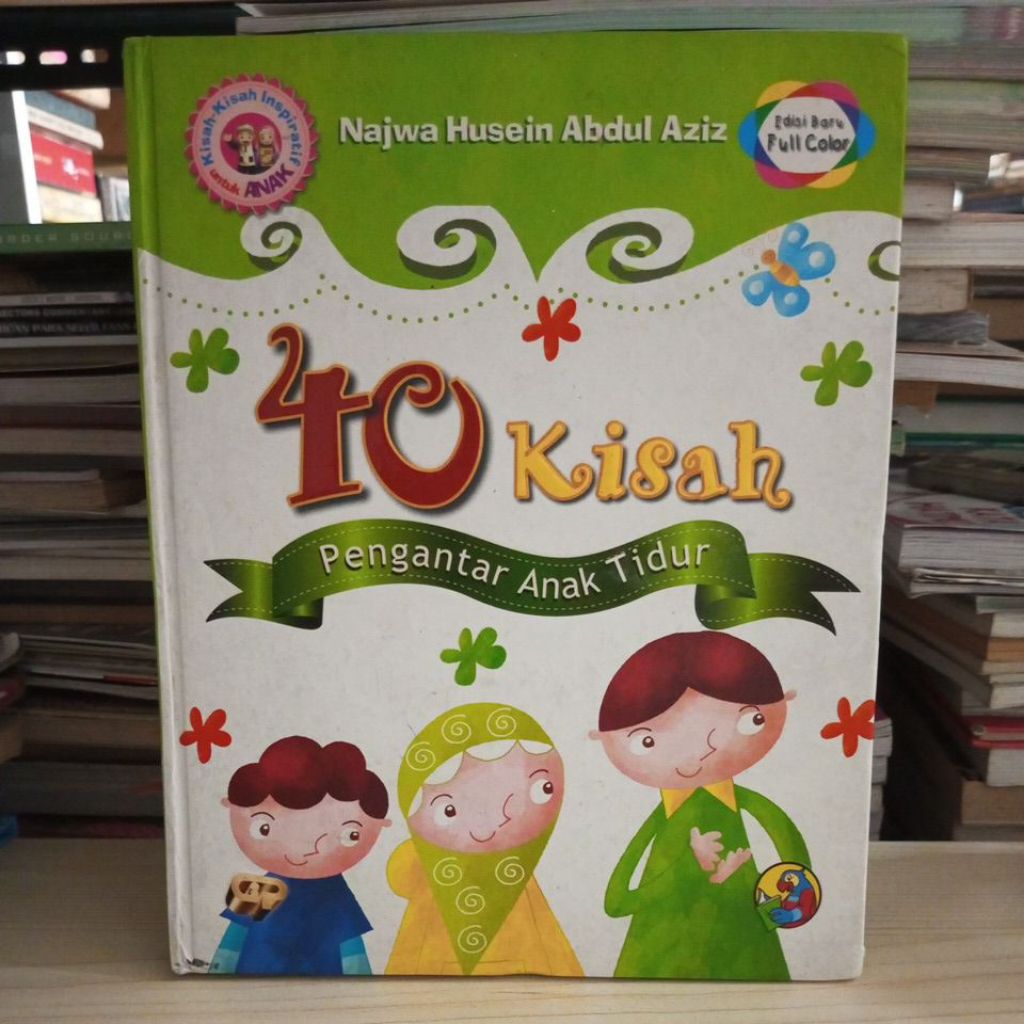 Kisah-Kisah Inspiratif
untuk ANAK
Najwa Husein Abdul Aziz
Edisi Baru
Full Color
40 Kisah
Pengantar Anak Tidur